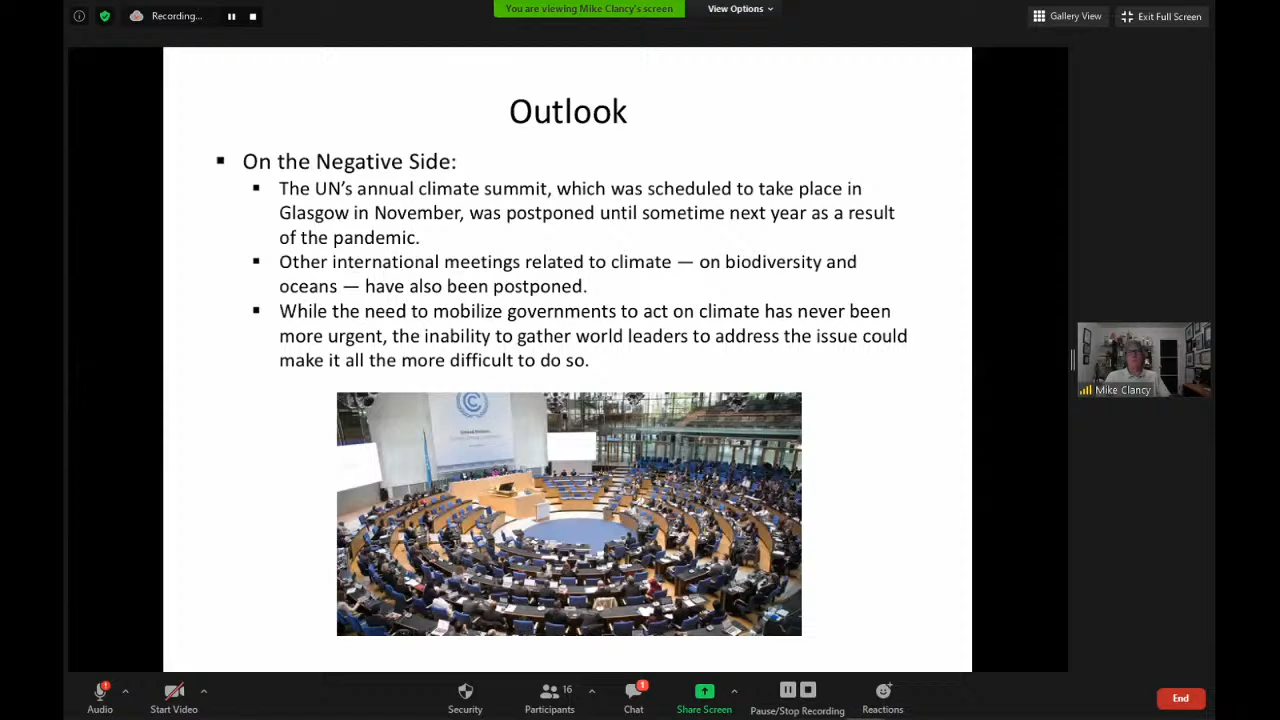 Recording...
You are viewing Mike Clancy's screen
View Options
Gallery View
Exit Full Screen
Outlook
▪ On the Negative Side:
▪ The UN’s annual climate summit, which was scheduled to take place in
Glasgow in November, was postponed until sometime next year as a result
of the pandemic.
▪ Other international meetings related to climate — on biodiversity and
oceans — have also been postponed.
▪ While the need to mobilize governments to act on climate has never been
more urgent, the inability to gather world leaders to address the issue could
make it all the more difficult to do so.
Mike Clancy
Audio
Start Video
Security
Participants
16
Chat
1
Share Screen
Pause/Stop Recording
Reactions
End